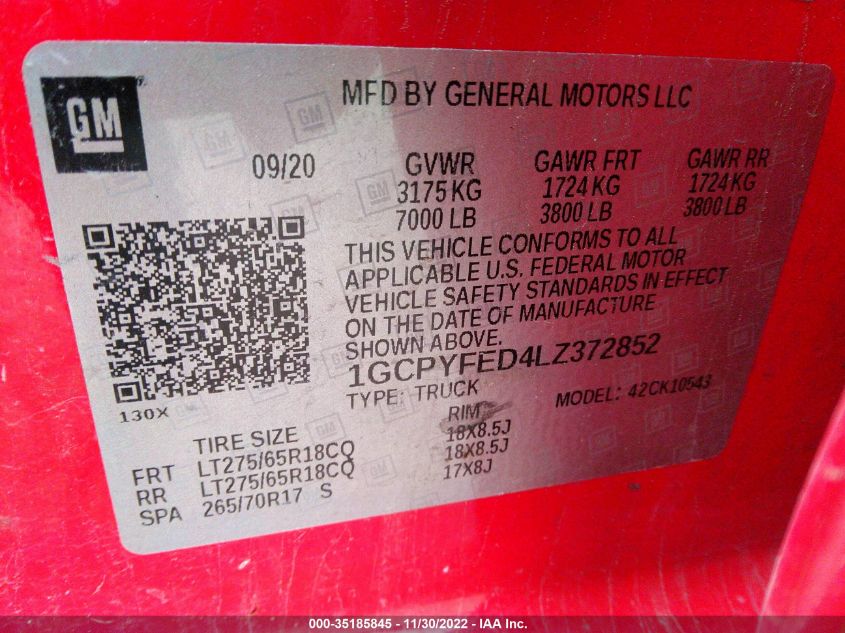 GM
MFD BY GENERAL MOTORS LLC
09/20 GVWR GAWR FRT GAWR RR
3175 KG 1724 KG 1724 KG
7000 LB 3800 LB 3800 LB
THIS VEHICLE CONFORMS TO ALL
APPLICABLE U.S. FEDERAL MOTOR
VEHICLE SAFETY STANDARDS IN EFFECT
ON THE DATE OF MANUFACTURE
SHOWN ABOVE.
1GCPYFED4LZ372852
TYPE: TRUCK MODEL: 42CK10543
130X
TIRE SIZE RIM
FRT LT275/65R18CQ 18X8.5J
RR LT275/65R18CQ 18X8.5J
SPA 265/70R17 S 17X8J
000-35185845 - 11/30/2022 - IAA Inc.